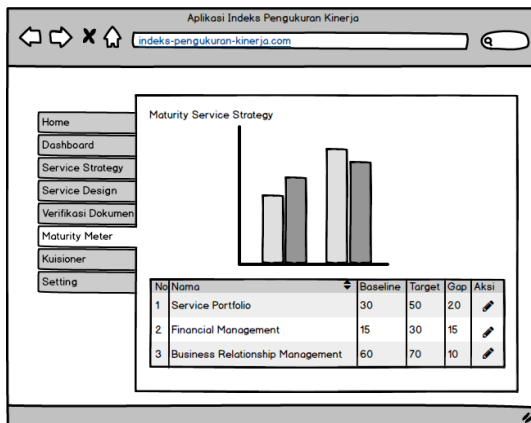 Aplikasi Indeks Pengukuran Kinerja
indeks-pengukuran-kinerja.com
Home
Dashboard
Service Strategy
Service Design
Verifikasi Dokumen
Maturity Meter
Kuisioner
Setting
Maturity Service Strategy
No Nama Baseline Target Gap Aksi
1 Service Portfolio 30 50 20
2 Financial Management 15 30 15
3 Business Relationship Management 60 70 10